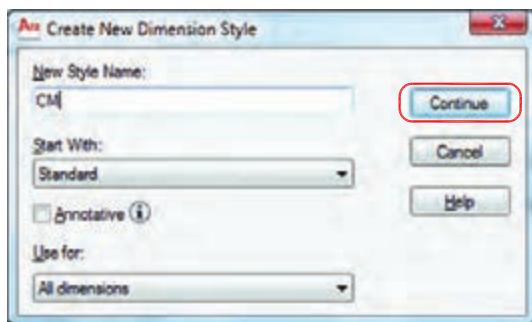 Create New Dimension Style
New Style Name:
CM
Continue
Start With:
Standard
Cancel
Annotative
Help
Use for:
All dimensions